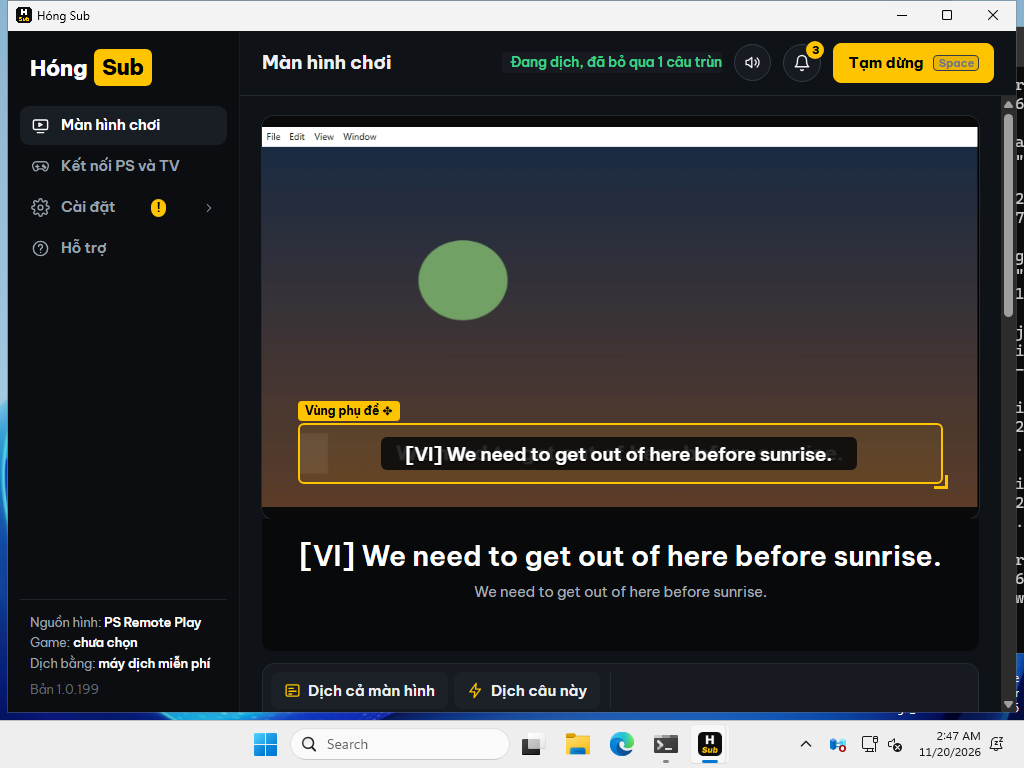 Hóng Sub
Hóng Sub
Màn hình chơi
Kết nối PS và TV
Cài đặt !
Hỗ trợ
Nguồn hình: PS Remote Play
Game: chưa chọn
Dịch bằng: máy dịch miễn phí
Bản 1.0.199
Màn hình chơi
Đang dịch, đã bỏ qua 1 câu trùn
3
Tạm dừng Space
File Edit View Window
Vùng phụ đề
[VI] We need to get out of here before sunrise.
[VI] We need to get out of here before sunrise.
We need to get out of here before sunrise.
Dịch cả màn hình
Dịch câu này
Search
H
Sub
2:47 AM
11/20/2026